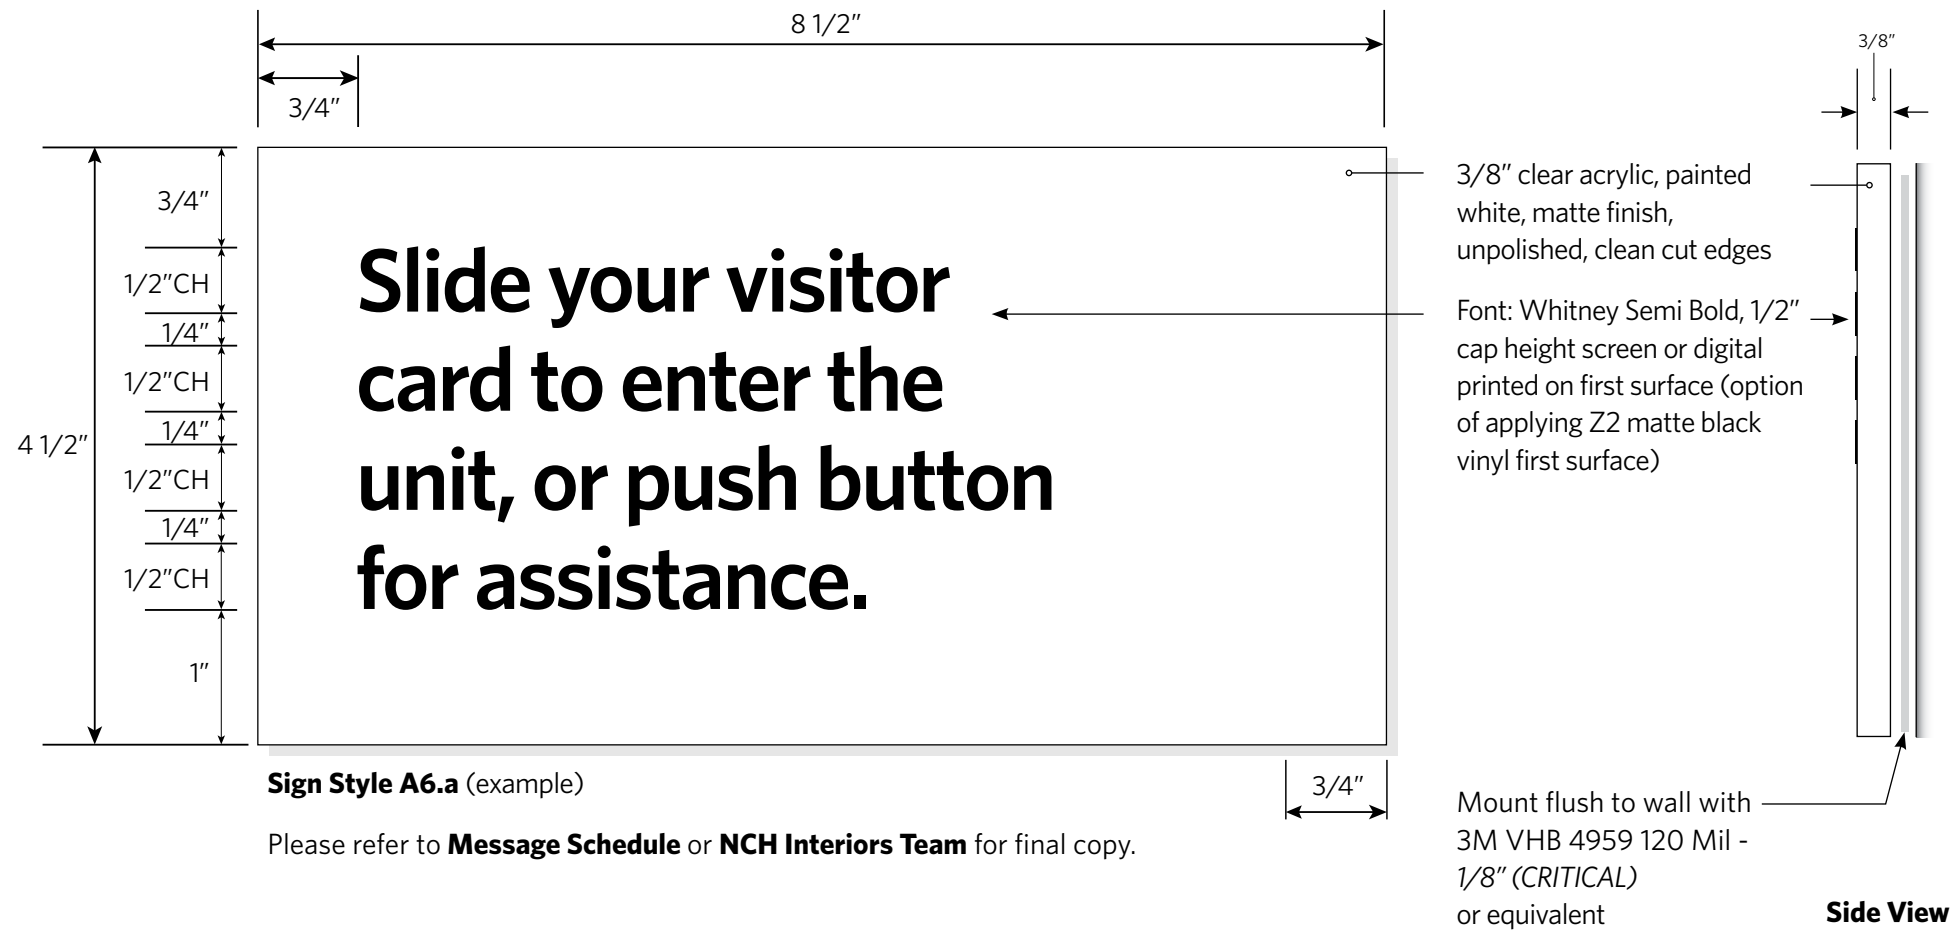 8 1/2”
3/4”
3/8”
3/4”
1/2”CH
1/4”
1/2”CH
1/4”
1/2”CH
1/4”
1/2”CH
1”
4 1/2”
Slide your visitor
card to enter the
unit, or push button
for assistance.
3/8” clear acrylic, painted
white, matte finish,
unpolished, clean cut edges
Font: Whitney Semi Bold, 1/2”
cap height screen or digital
printed on first surface (option
of applying Z2 matte black
vinyl first surface)
Sign Style A6.a (example)
3/4”
Please refer to Message Schedule or NCH Interiors Team for final copy.
Mount flush to wall with
3M VHB 4959 120 Mil -
1/8” (CRITICAL)
or equivalent
Side View